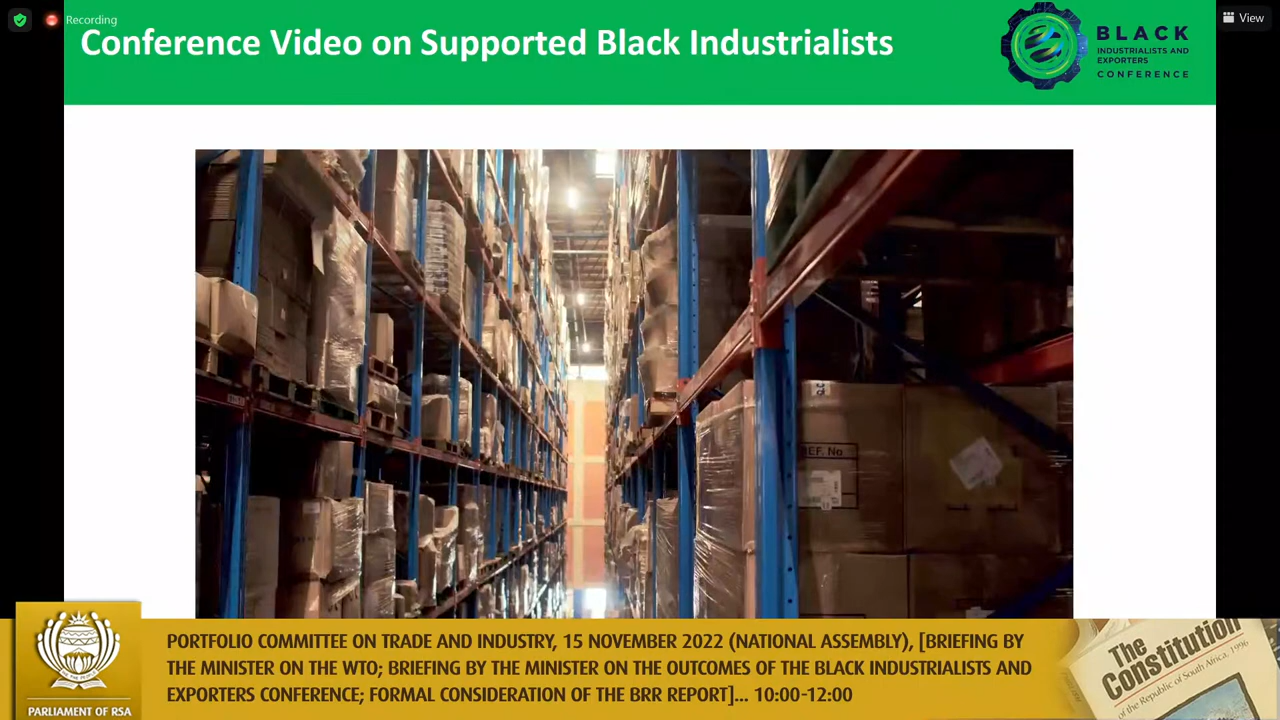 Recording
View
Conference Video on Supported Black Industrialists
BLACK
INDUSTRIALISTS AND
EXPORTERS
CONFERENCE
REF. No
PORTFOLIO COMMITTEE ON TRADE AND INDUSTRY, 15 NOVEMBER 2022 (NATIONAL ASSEMBLY), [BRIEFING BY
THE MINISTER ON THE WTO; BRIEFING BY THE MINISTER ON THE OUTCOMES OF THE BLACK INDUSTRIALISTS AND
EXPORTERS CONFERENCE; FORMAL CONSIDERATION OF THE BRR REPORT]... 10:00-12:00
PARLIAMENT OF RSA
The
Constitution
of the Republic of South Africa, 1996